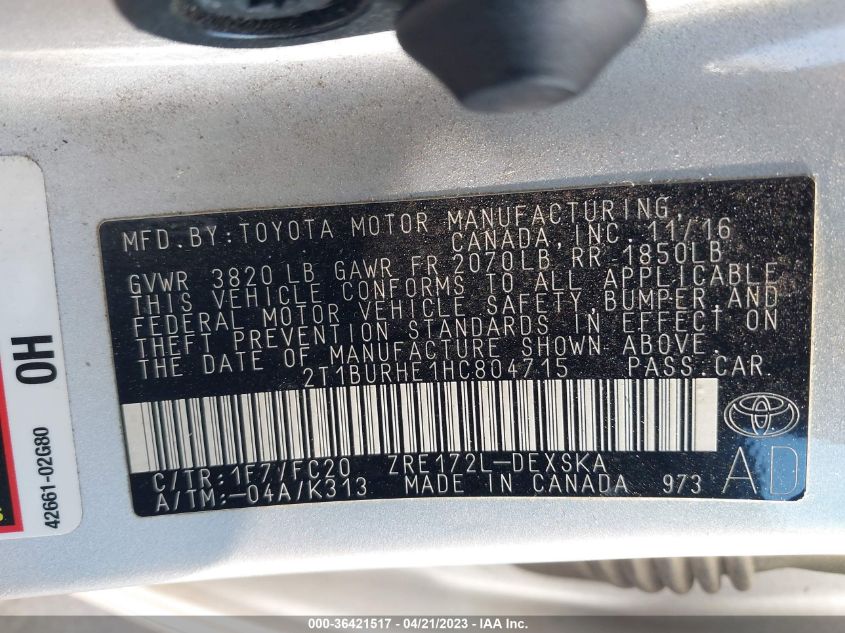 MFD. BY: TOYOTA MOTOR MANUFACTURING,
CANADA, INC. 11/16
GVWR 3820 LB GAWR FR 2070LB RR 1850LB
THIS VEHICLE CONFORMS TO ALL APPLICABLE
FEDERAL MOTOR VEHICLE SAFETY, BUMPER, AND
THEFT PREVENTION STANDARDS IN EFFECT ON
THE DATE OF MANUFACTURE SHOWN ABOVE.
2T1BURHE1HC804715 PASS. CAR.
C/TR: 1F7/FC20 ZRE172L-DEXSKA
A/TM: -04A/K313 MADE IN CANADA 973
AD
OH
42661-02G80
000-36421517 - 04/21/2023 - IAA Inc.